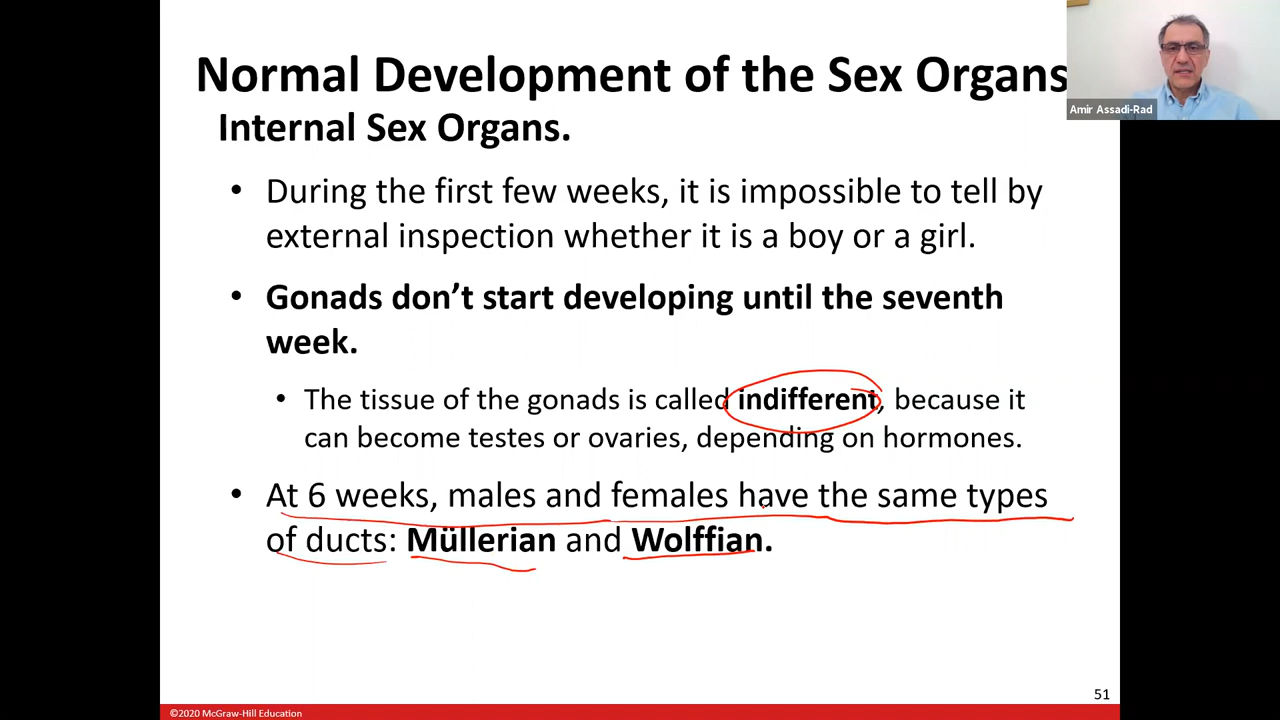 Normal Development of the Sex Organs
Amir Assadi-Rad
Internal Sex Organs.
• During the first few weeks, it is impossible to tell by
external inspection whether it is a boy or a girl.
• Gonads don’t start developing until the seventh
week.
• The tissue of the gonads is called indifferent, because it
can become testes or ovaries, depending on hormones.
• At 6 weeks, males and females have the same types
of ducts: Müllerian and Wolffian.
51
©2020 McGraw-Hill Education